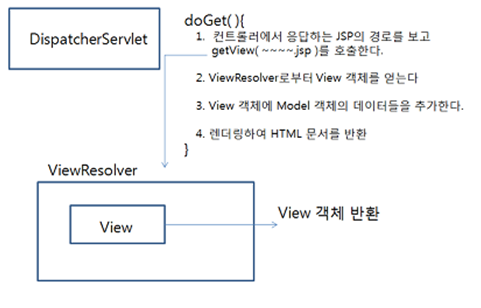 DispatcherServlet
doGet( ){
1. 컨트롤러에서 응답하는 JSP의 경로를 보고
getView( ~~~~.jsp )를 호출한다.
2. ViewResolver로부터 View 객체를 얻는다
3. View 객체에 Model 객체의 데이터들을 추가한다.
4. 렌더링하여 HTML 문서를 반환
}
ViewResolver
View
View 객체 반환